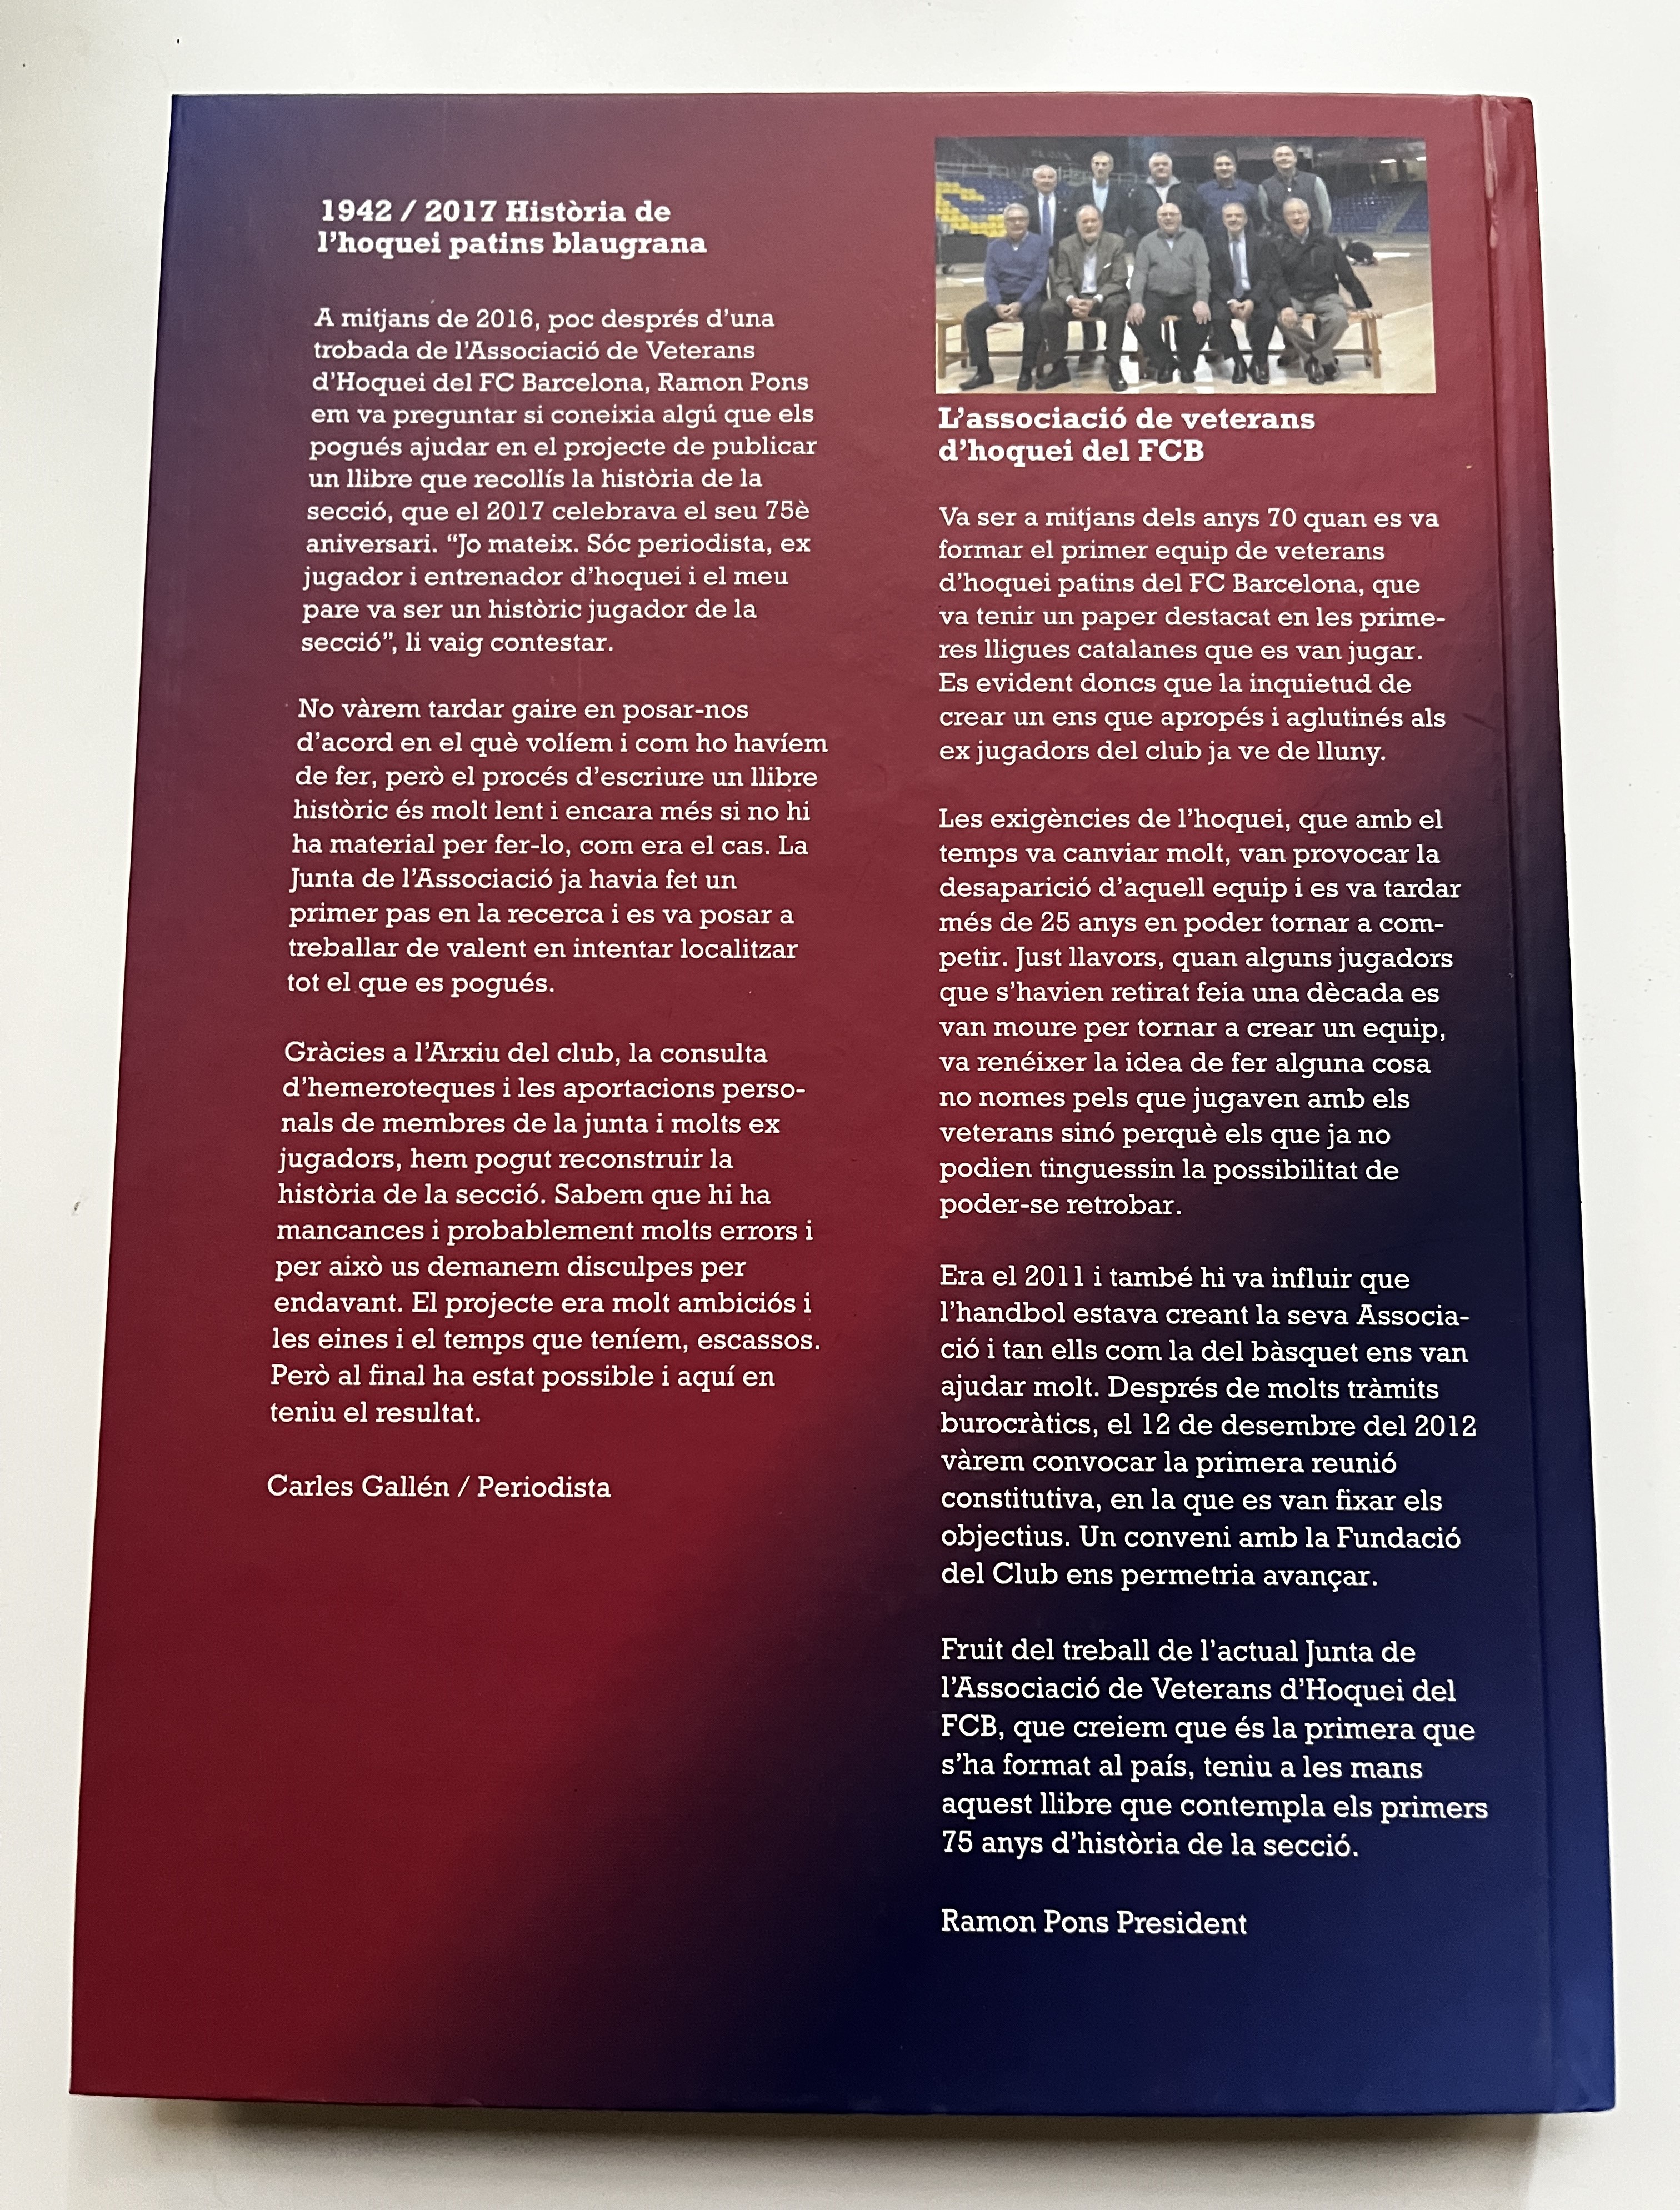 1942 / 2017 Història de
l’hoquei patins blaugrana
A mitjans de 2016, poc després d’una
trobada de l’Associació de Veterans
d’Hoquei del FC Barcelona, Ramon Pons
em va preguntar si coneixia algú que els
pogués ajudar en el projecte de publicar
un llibre que recollís la història de la
secció, que el 2017 celebrava el seu 75è
aniversari. “Jo mateix. Sóc periodista, ex
jugador i entrenador d’hoquei i el meu
pare va ser un històric jugador de la
secció”, li vaig contestar.
No vàrem tardar gaire en posar-nos
d’acord en el què volíem i com ho havíem
de fer, però el procés d’escriure un llibre
històric és molt lent i encara més si no hi
ha material per fer-lo, com era el cas. La
Junta de l’Associació ja havia fet un
primer pas en la recerca i es va posar a
treballar de valent en intentar localitzar
tot el que es pogués.
Gràcies a l’Arxiu del club, la consulta
d’hemeroteques i les aportacions perso-
nals de membres de la junta i molts ex
jugadors, hem pogut reconstruir la
història de la secció. Sabem que hi ha
mancances i probablement molts errors i
per això us demanem disculpes per
endavant. El projecte era molt ambiciós i
les eines i el temps que teníem, escassos.
Però al final ha estat possible i aquí en
teniu el resultat.
Carles Gallén / Periodista
L’associació de veterans
d’hoquei del FCB
Va ser a mitjans dels anys 70 quan es va
formar el primer equip de veterans
d’hoquei patins del FC Barcelona, que
va tenir un paper destacat en les prime-
res lligues catalanes que es van jugar.
Es evident doncs que la inquietud de
crear un ens que apropés i aglutinés als
ex jugadors del club ja ve de lluny.
Les exigències de l’hoquei, que amb el
temps va canviar molt, van provocar la
desaparició d’aquell equip i es va tardar
més de 25 anys en poder tornar a com-
petir. Just llavors, quan alguns jugadors
que s’havien retirat feia una dècada es
van moure per tornar a crear un equip,
va renéixer la idea de fer alguna cosa
no nomes pels que jugaven amb els
veterans sinó perquè els que ja no
podien tinguessin la possibilitat de
poder-se retrobar.
Era el 2011 i també hi va influir que
l’handbol estava creant la seva Associa-
ció i tan ells com la del bàsquet ens van
ajudar molt. Després de molts tràmits
burocràtics, el 12 de desembre del 2012
vàrem convocar la primera reunió
constitutiva, en la que es van fixar els
objectius. Un conveni amb la Fundació
del Club ens permetria avançar.
Fruit del treball de l’actual Junta de
l’Associació de Veterans d’Hoquei del
FCB, que creiem que és la primera que
s’ha format al país, teniu a les mans
aquest llibre que contempla els primers
75 anys d’història de la secció.
Ramon Pons President